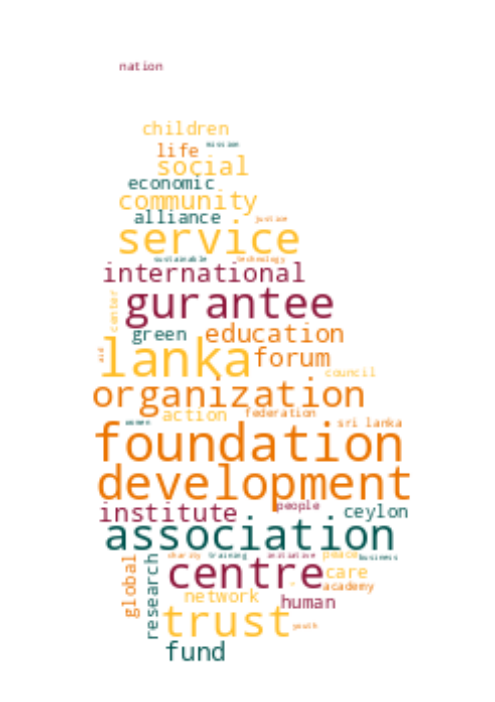 nation
children
life mission
social
economic
community
alliance justice
service
sustainable technology
international
center
gurantee
green education
aid lanka forum
council
organization
action federation
women sri lanka
foundation
development
people
institute ceylon
association
charity training initiative peace business
global research centre care
academy
network human
trust youth
fund